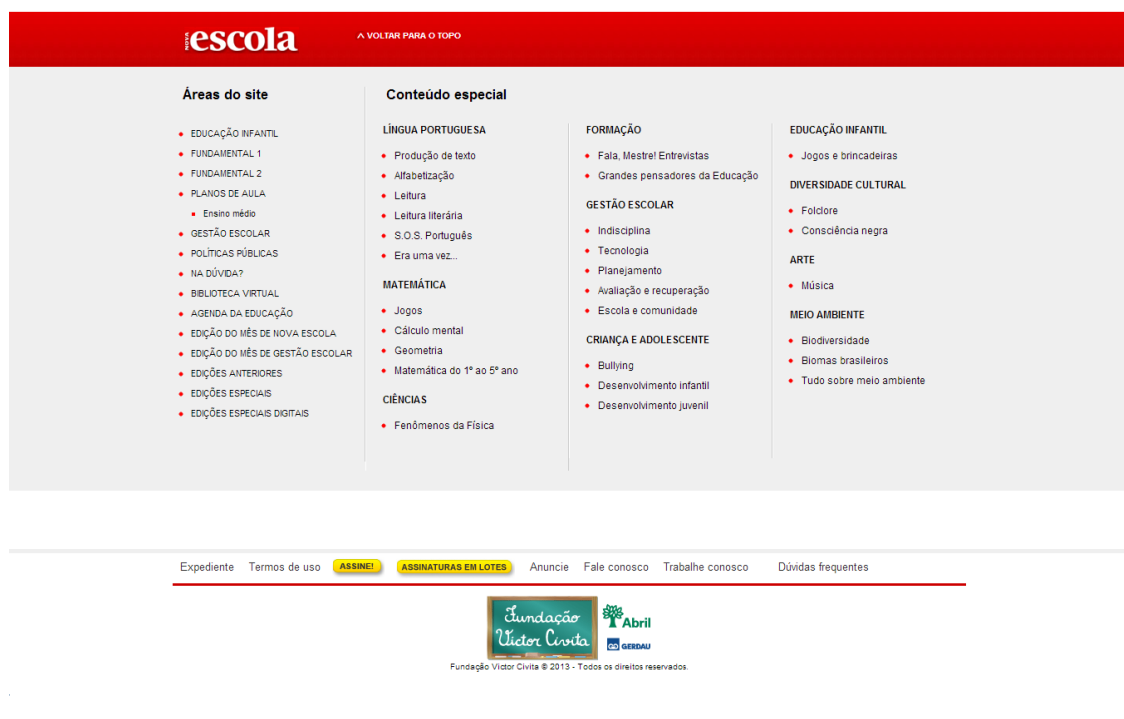 NOVA escola
^ VOLTAR PARA O TOPO
Áreas do site
EDUCAÇÃO INFANTIL
FUNDAMENTAL 1
FUNDAMENTAL 2
PLANOS DE AULA
Ensino médio
GESTÃO ESCOLAR
POLÍTICAS PÚBLICAS
NA DÚVIDA?
BIBLIOTECA VIRTUAL
AGENDA DA EDUCAÇÃO
EDIÇÃO DO MÊS DE NOVA ESCOLA
EDIÇÃO DO MÊS DE GESTÃO ESCOLAR
EDIÇÕES ANTERIORES
EDIÇÕES ESPECIAIS
EDIÇÕES ESPECIAIS DIGITAIS
Conteúdo especial
LÍNGUA PORTUGUESA
Produção de texto
Alfabetização
Leitura
Leitura literária
S.O.S. Português
Era uma vez...
MATEMÁTICA
Jogos
Cálculo mental
Geometria
Matemática do 1º ao 5º ano
CIÊNCIAS
Fenômenos da Física
FORMAÇÃO
Fala, Mestre! Entrevistas
Grandes pensadores da Educação
GESTÃO ESCOLAR
Indisciplina
Tecnologia
Planejamento
Avaliação e recuperação
Escola e comunidade
CRIANÇA E ADOLESCENTE
Bullying
Desenvolvimento infantil
Desenvolvimento juvenil
EDUCAÇÃO INFANTIL
Jogos e brincadeiras
DIVERSIDADE CULTURAL
Folclore
Consciência negra
ARTE
Música
MEIO AMBIENTE
Biodiversidade
Biomas brasileiros
Tudo sobre meio ambiente
Expediente Termos de uso ASSINE! ASSINATURAS EM LOTES Anuncie Fale conosco Trabalhe conosco Dúvidas frequentes
Fundação
Victor Civita
Abril
GERDAU
Fundação Victor Civita © 2013 - Todos os direitos reservados.